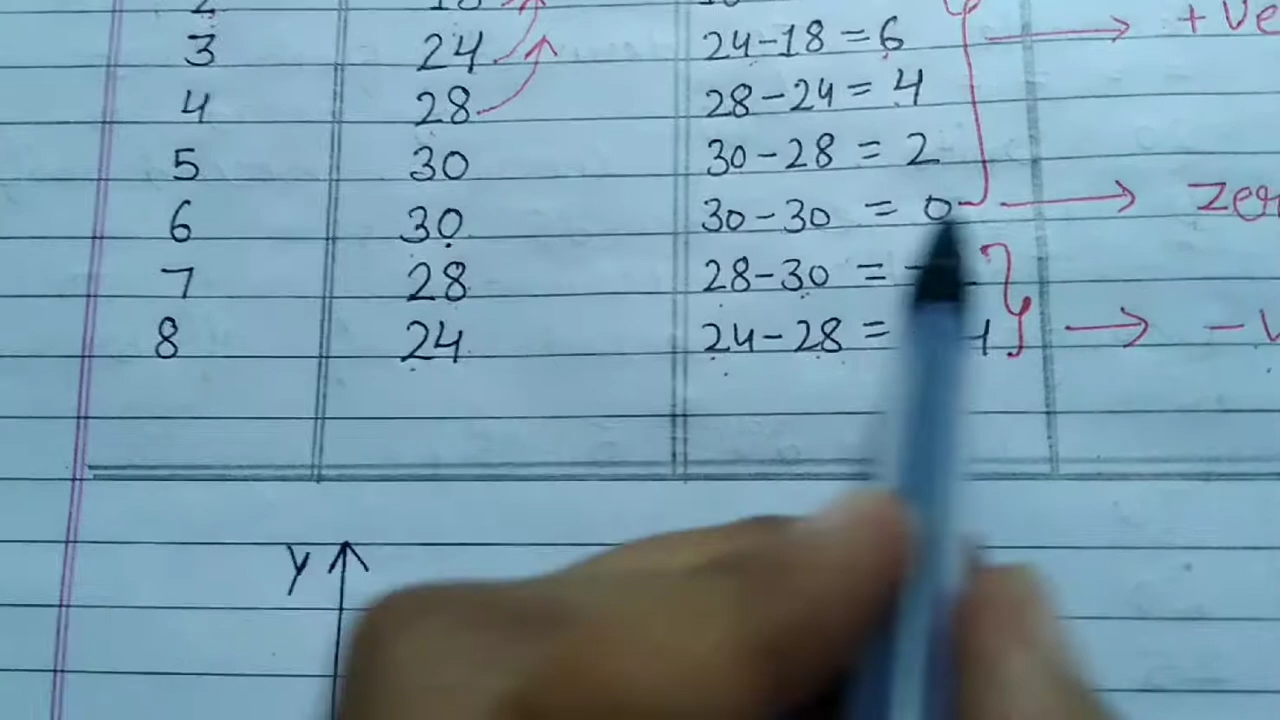 3 24 24-18 = 6 → +ve
4 28 28-24 = 4
5 30 30-28 = 2
6 30 30-30 = 0 → Zer
7 28 28-30 =
8 24 24-28 = → -v
y